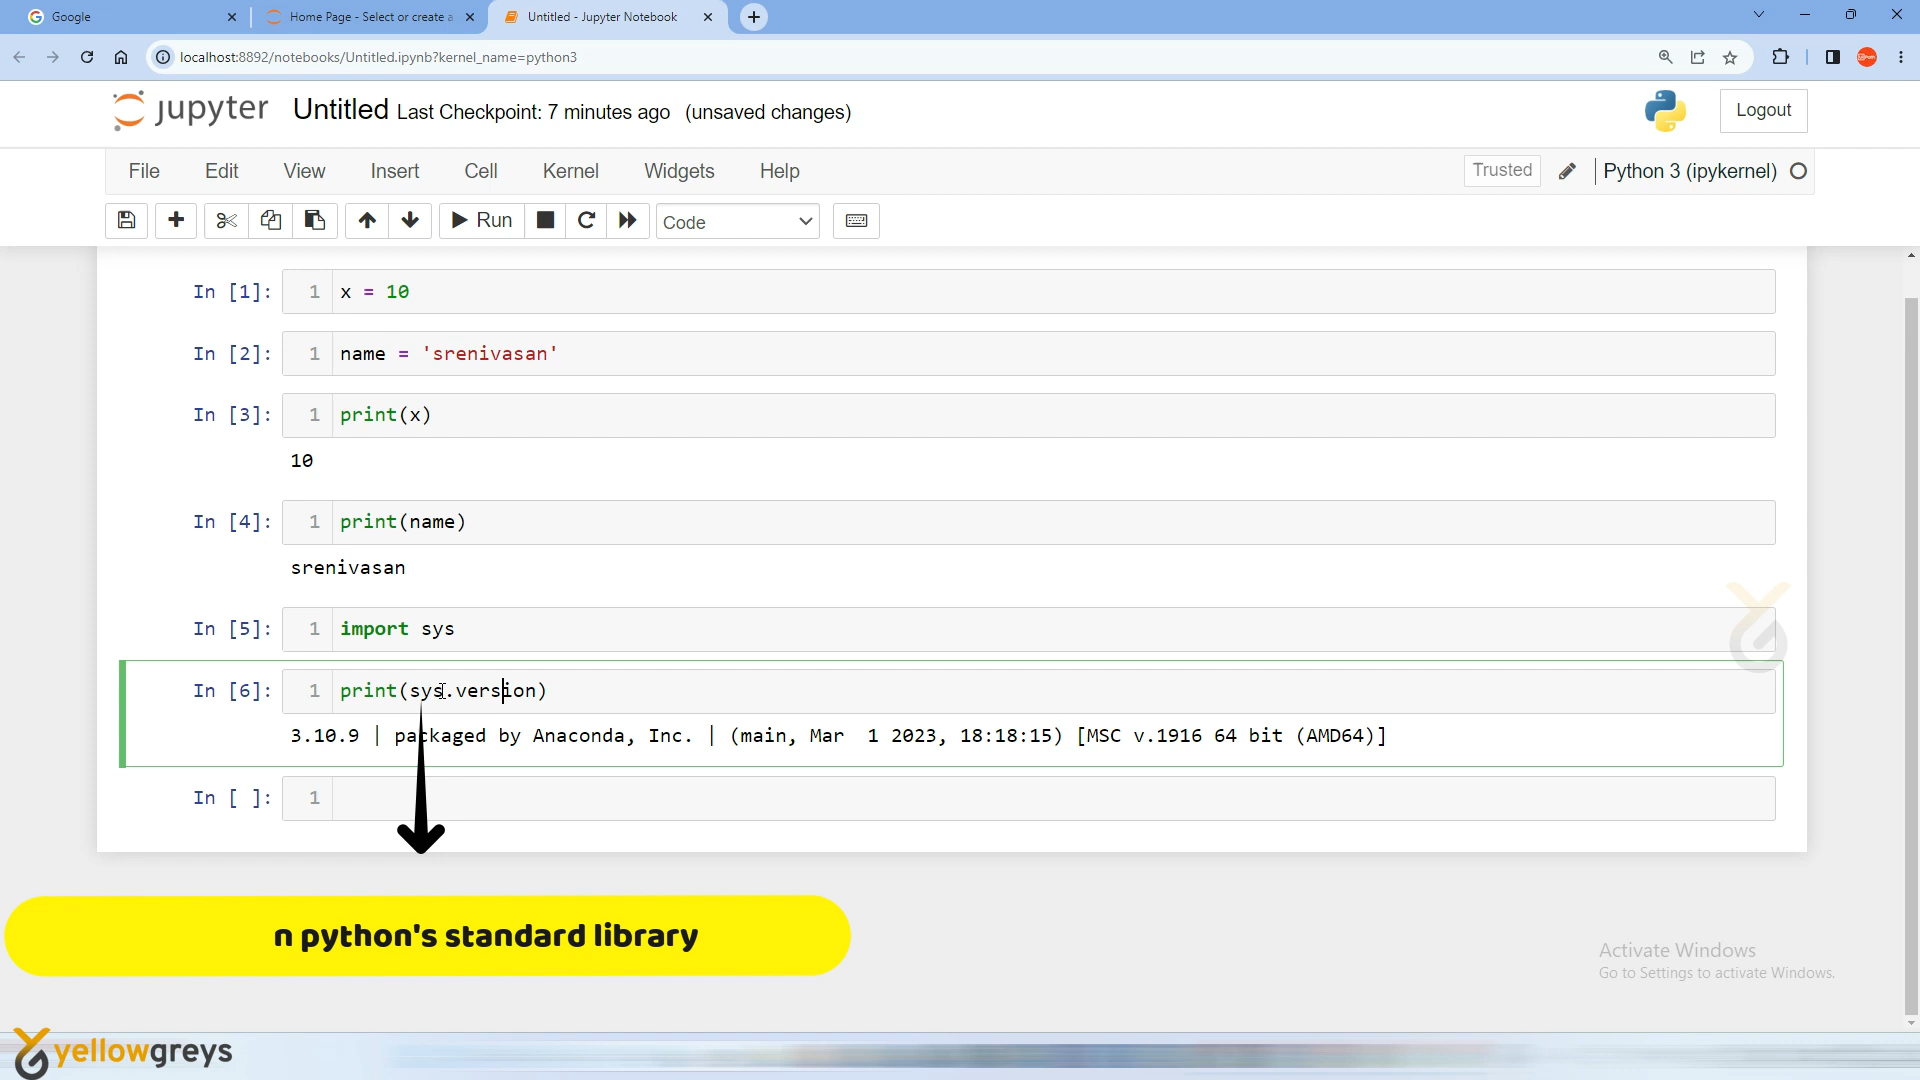 Google
Home Page - Select or create a
Untitled - Jupyter Notebook
localhost:8892/notebooks/Untitled.ipynb?kernel_name=python3
jupyter Untitled Last Checkpoint: 7 minutes ago (unsaved changes)
Logout
File Edit View Insert Cell Kernel Widgets Help
Trusted
Python 3 (ipykernel)
Run
Code
In [1]: 1 x = 10
In [2]: 1 name = 'srenivasan'
In [3]: 1 print(x)
10
In [4]: 1 print(name)
srenivasan
In [5]: 1 import sys
In [6]: 1 print(sys.version)
3.10.9 | packaged by Anaconda, Inc. | (main, Mar  1 2023, 18:18:15) [MSC v.1916 64 bit (AMD64)]
In [ ]: 1
n python's standard library
Activate Windows
Go to Settings to activate Windows.
yellowgreys